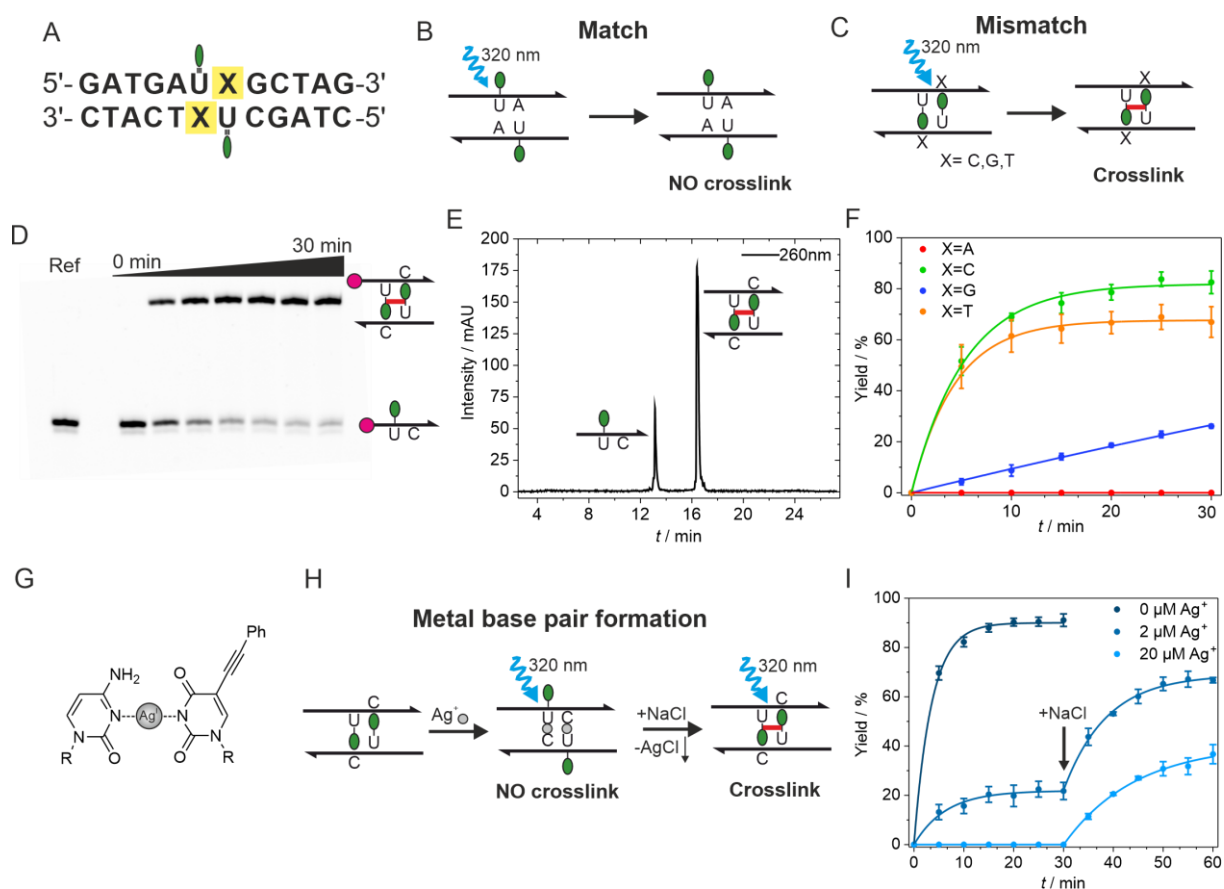 A
5'- GATGAU X GCTAG-3'
3'- CTACT X U CGATC-5'
B
Match
320 nm
U A
A U
U A
A U
NO crosslink
C
Mismatch
320 nm
X
U
U
X
X= C,G,T
X
U
U
X
Crosslink
D
Ref
0 min
30 min
C
U
U
C
U C
E
Intensity / mAU
200
175
150
125
100
75
50
25
0
260nm
C
U
U
C
U C
4 8 12 16 20 24
t / min
F
Yield / %
100
80
60
40
20
0
X=A
X=C
X=G
X=T
0 10 20 30
t / min
G
Ph
NH2
O
N
Ag
N
N
O
O
N
R
R
H
Metal base pair formation
C
U
U
C
Ag+
320 nm
U C
C U
NO crosslink
+NaCl
-AgCl↓
320 nm
C
U
U
C
Crosslink
I
Yield / %
100
80
60
40
20
0
0 µM Ag+
2 µM Ag+
20 µM Ag+
+NaCl
0 10 20 30 40 50 60
t / min